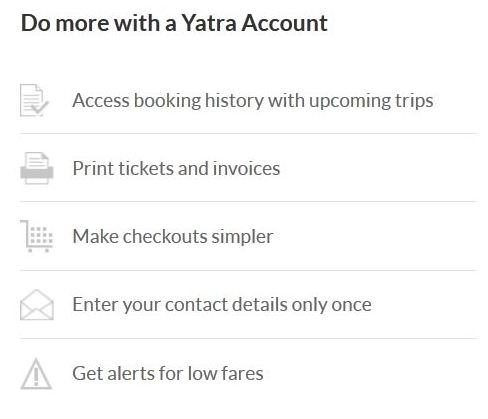 Do more with a Yatra Account
Access booking history with upcoming trips
Print tickets and invoices
Make checkouts simpler
Enter your contact details only once
Get alerts for low fares